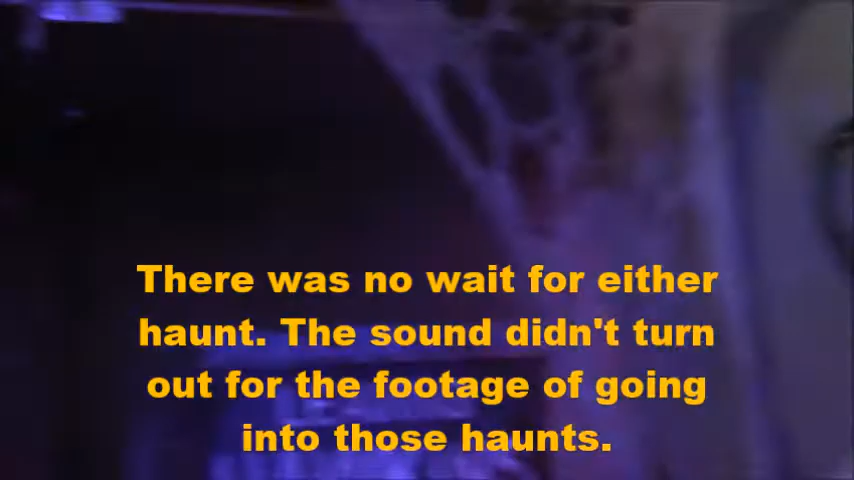 There was no wait for either
haunt. The sound didn't turn
out for the footage of going
into those haunts.